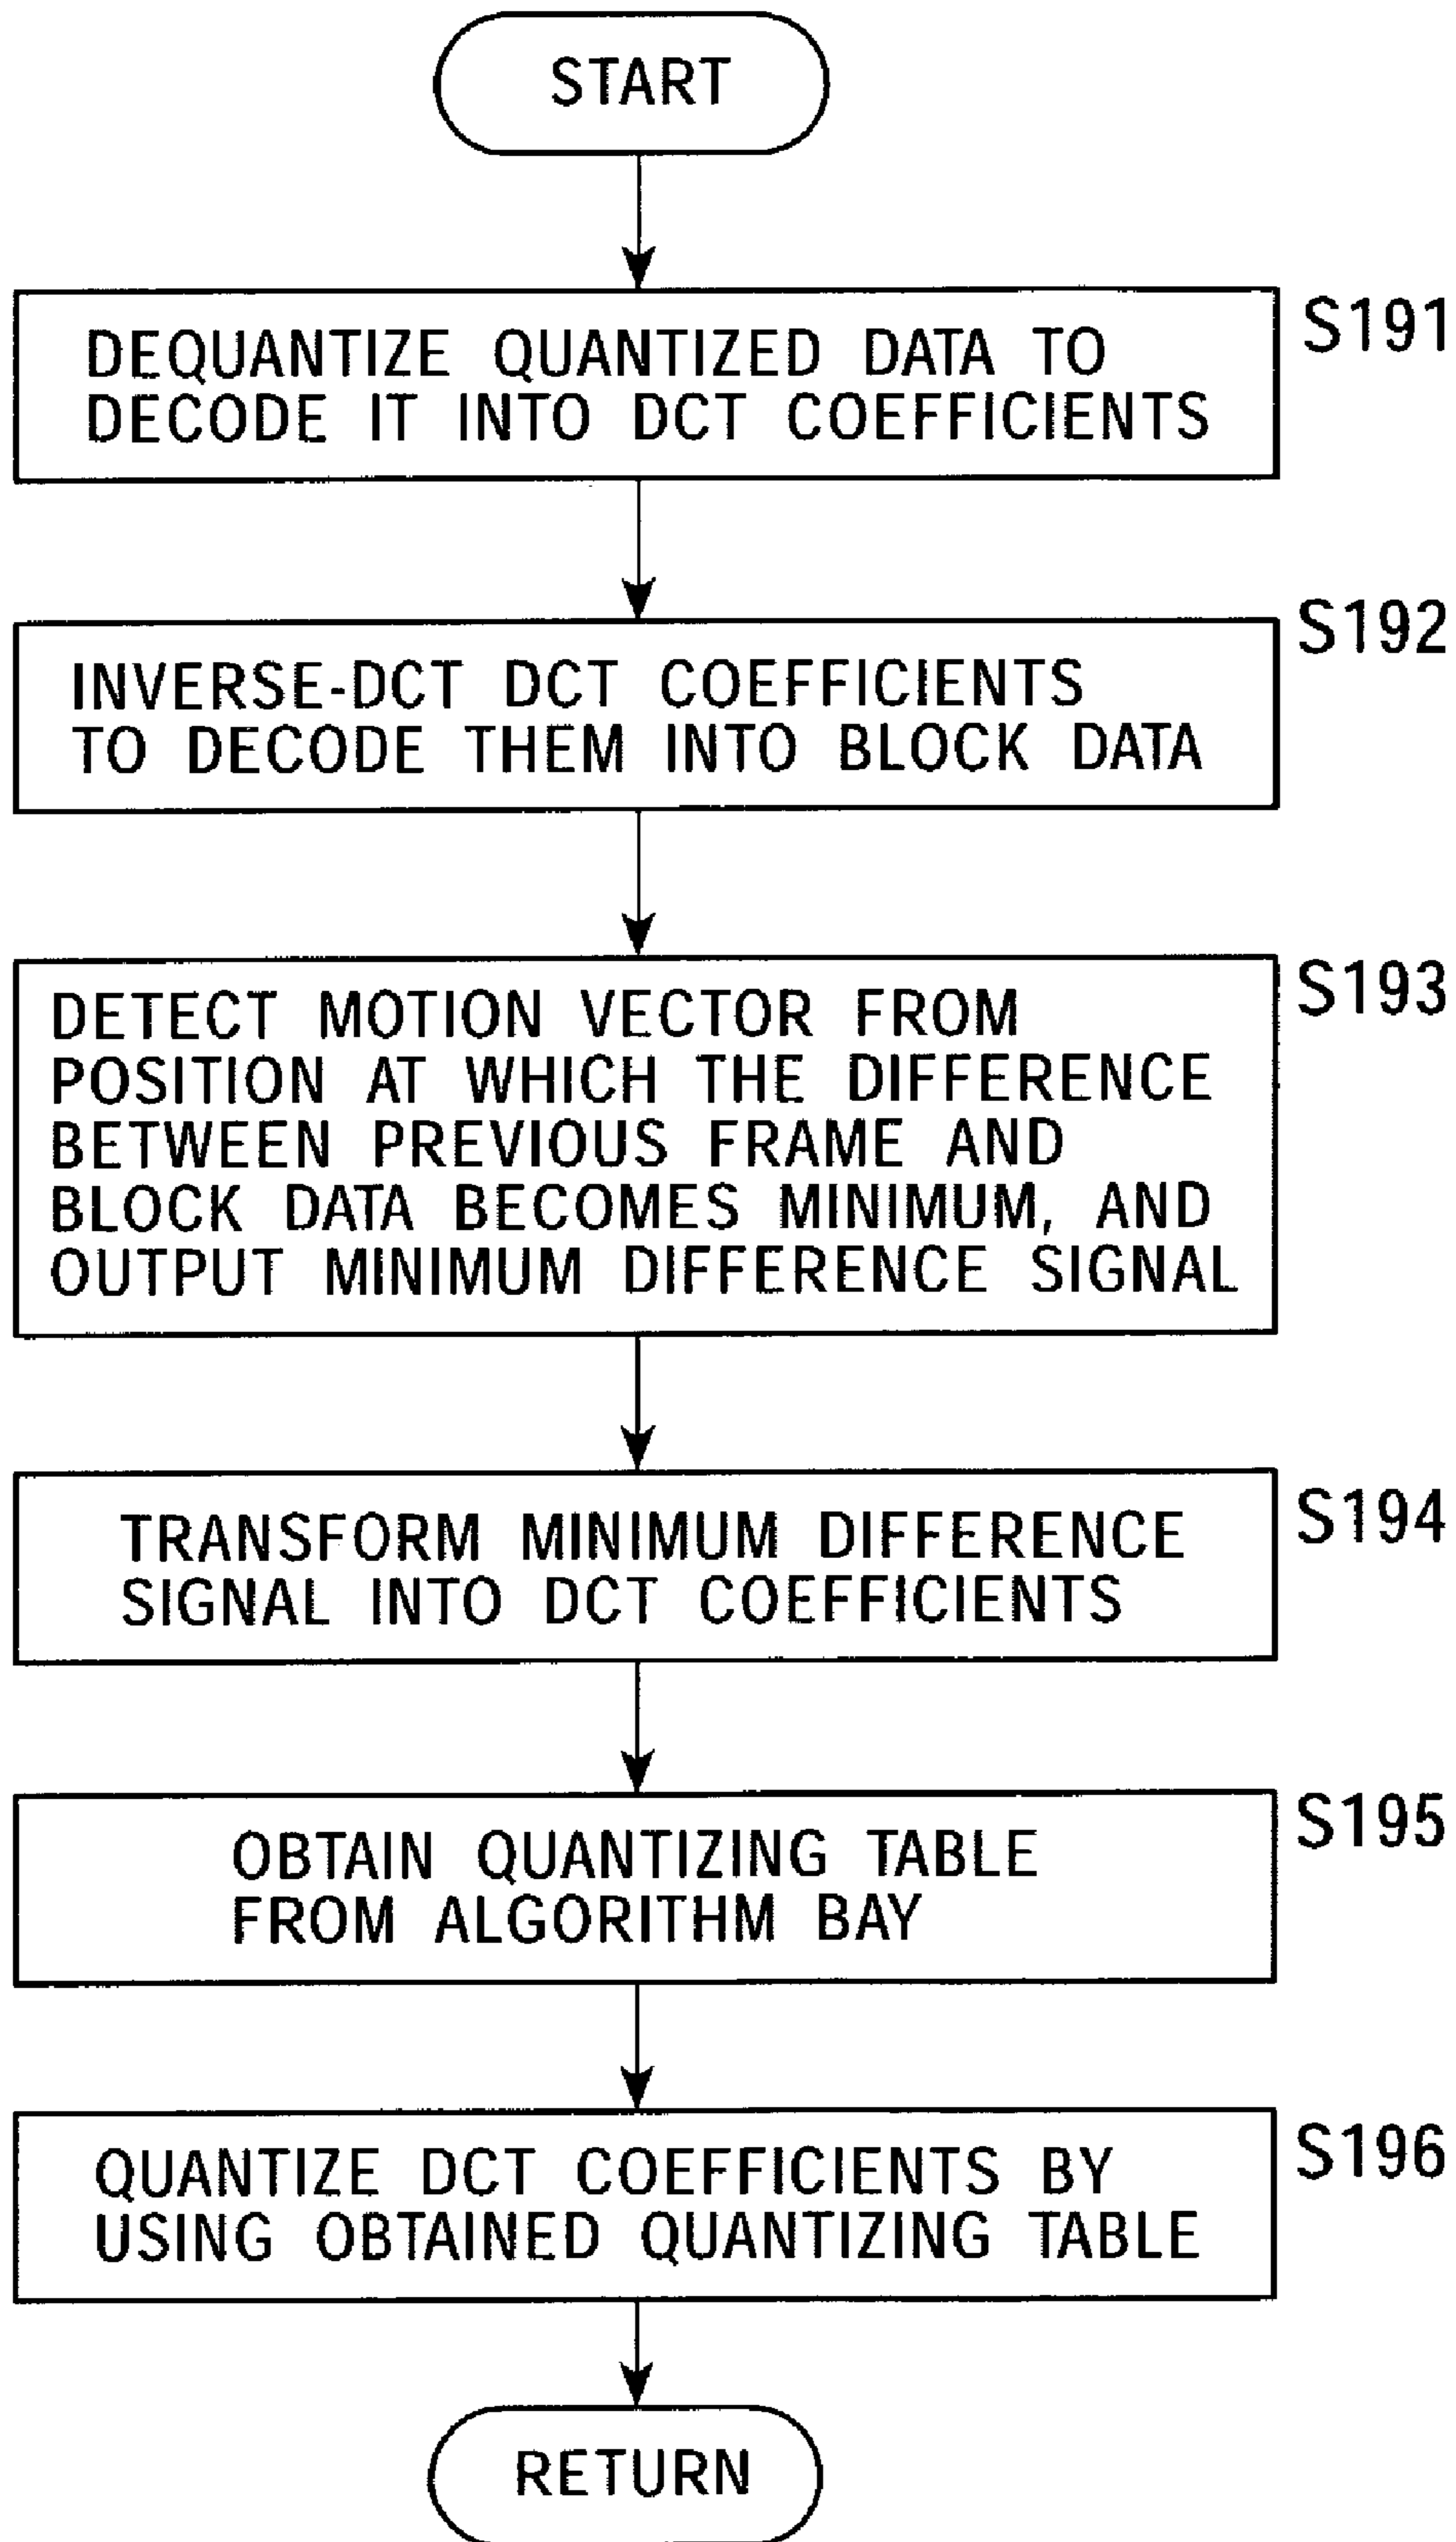 START
DEQUANTIZE QUANTIZED DATA TO
DECODE IT INTO DCT COEFFICIENTS
S191
INVERSE-DCT DCT COEFFICIENTS
TO DECODE THEM INTO BLOCK DATA
S192
DETECT MOTION VECTOR FROM
POSITION AT WHICH THE DIFFERENCE
BETWEEN PREVIOUS FRAME AND
BLOCK DATA BECOMES MINIMUM, AND
OUTPUT MINIMUM DIFFERENCE SIGNAL
S193
TRANSFORM MINIMUM DIFFERENCE
SIGNAL INTO DCT COEFFICIENTS
S194
OBTAIN QUANTIZING TABLE
FROM ALGORITHM BAY
S195
QUANTIZE DCT COEFFICIENTS BY
USING OBTAINED QUANTIZING TABLE
S196
RETURN